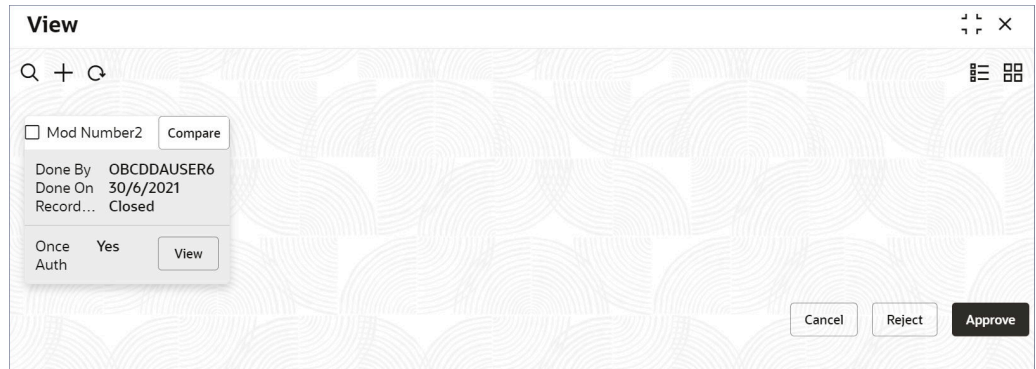 View
Mod Number2 Compare
Done By OBCDDAUSER6
Done On 30/6/2021
Record... Closed
Once Yes View
Auth
Cancel Reject Approve